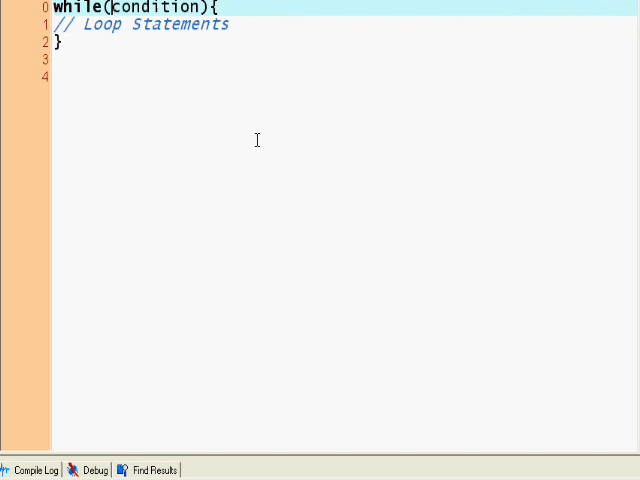 0 while(condition){
1 // Loop Statements
2 }
3
4
Compile Log Debug Find Results